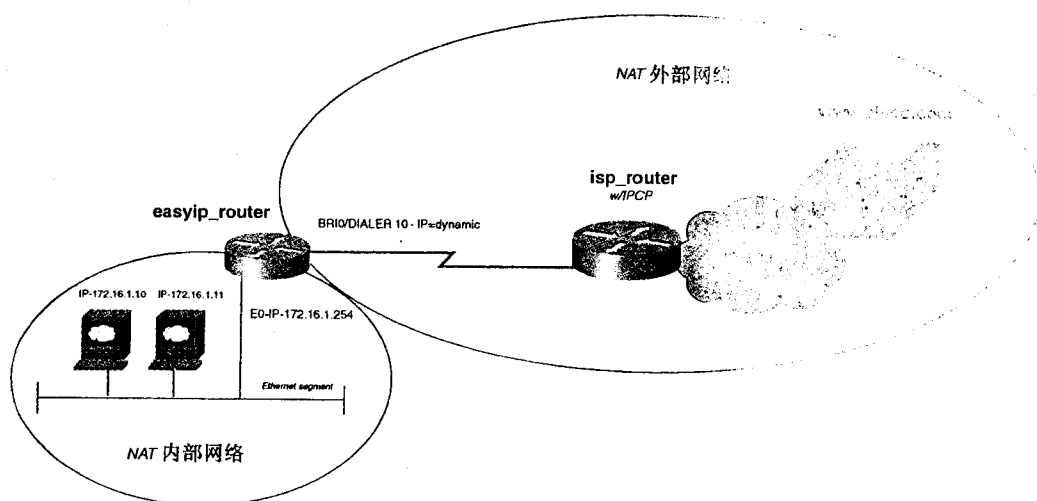 NAT 外部网络
isp_router
w/IPCP
easyip_router
BRI0/DIALER 10 - IP=dynamic
IP-172.16.1.10 IP-172.16.1.11
E0-IP-172.16.1.254
Ethernet segment
NAT 内部网络